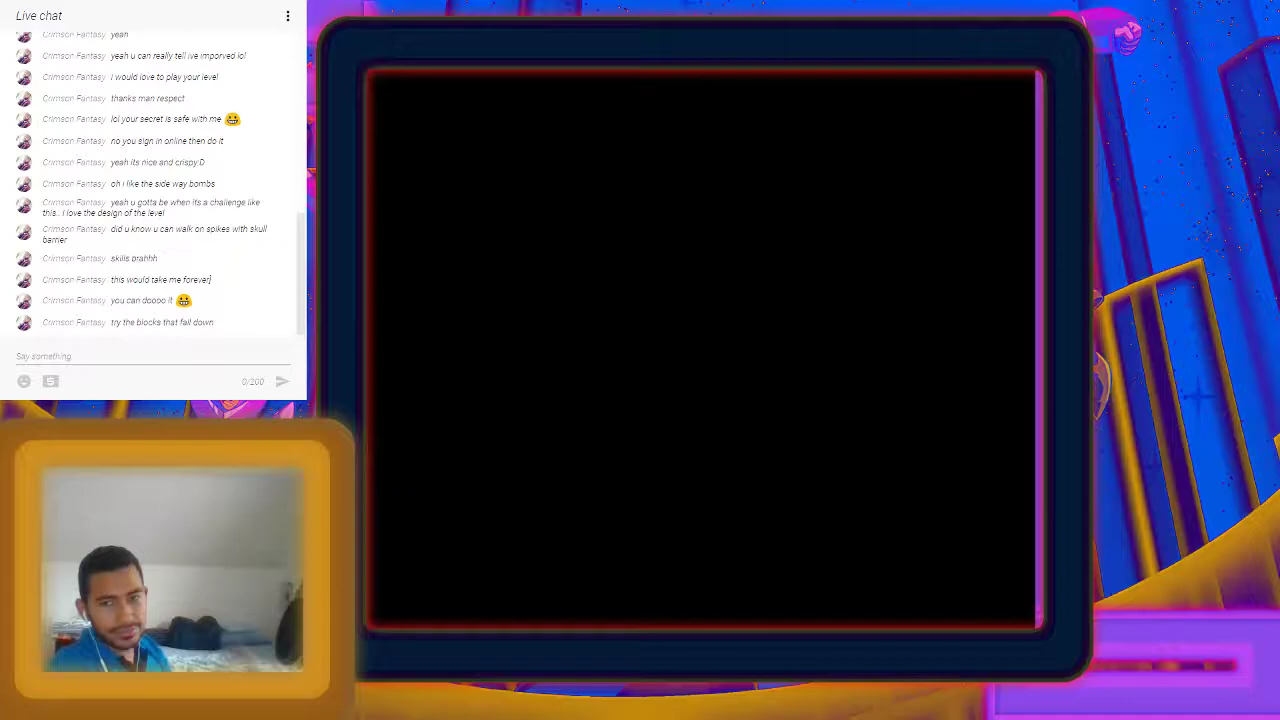 Live chat
Crimson Fantasy yeah
Crimson Fantasy yeah u can really tell ive imporved lol
Crimson Fantasy i would love to play your level
Crimson Fantasy thanks man respect
Crimson Fantasy lol your secret is safe with me
Crimson Fantasy no you sign in online then do it
Crimson Fantasy yeah its nice and crispy:D
Crimson Fantasy oh i like the side way bombs
Crimson Fantasy yeah u gotta be when its a challenge like
this.. I love the design of the level
Crimson Fantasy did u know u can walk on spikes with skull
barrier
Crimson Fantasy skills brahhh
Crimson Fantasy this would take me forever]
Crimson Fantasy you can doooo it
Crimson Fantasy try the blocks that fall down
Say something
0/200